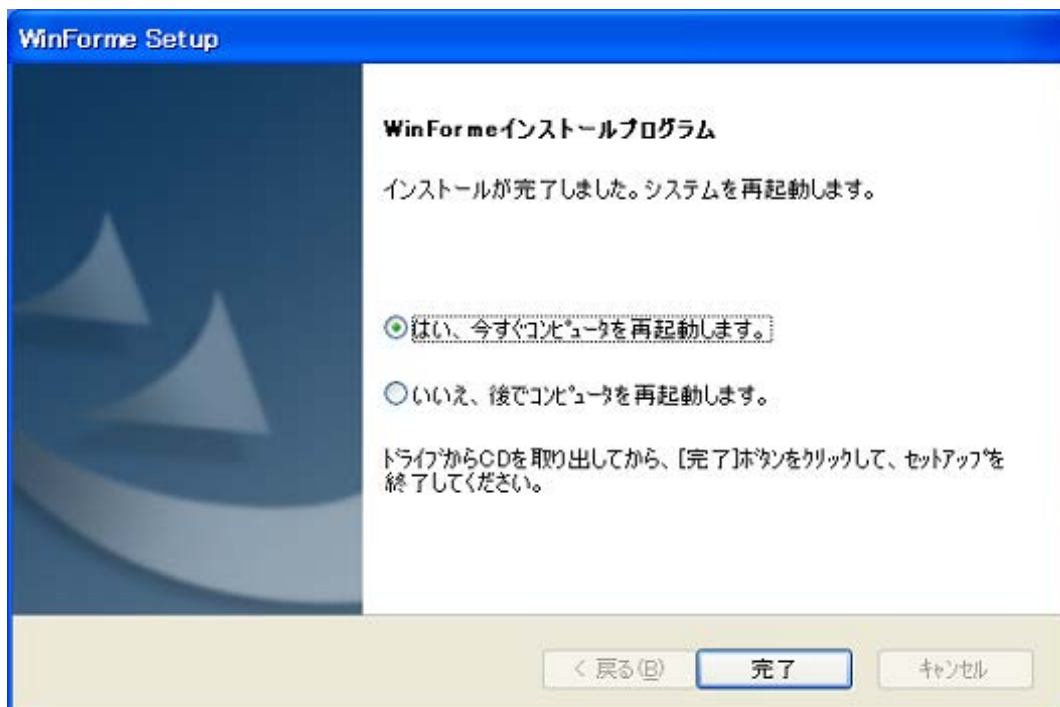 WinForme Setup
WinFormeインストールプログラム
インストールが完了しました。システムを再起動します。
はい、今すぐｺﾝﾋﾟｭｰﾀを再起動します。
いいえ、後でｺﾝﾋﾟｭｰﾀを再起動します。
ﾄﾞﾗｲﾌﾞからCDを取り出してから、[完了]ﾎﾞﾀﾝをｸﾘｯｸして、ｾｯﾄｱｯﾌﾟを
終了してください。
< 戻る(B)
完了
ｷｬﾝｾﾙ